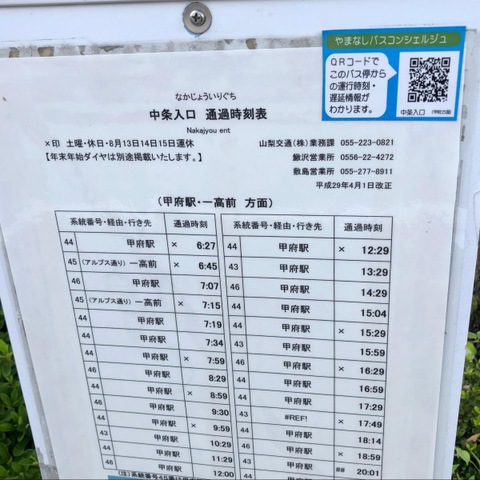 やまなしバスコンシェルジュ
QRコードで
このバス停から
の運行時刻・
遅延情報が
わかります。
中条入口 (甲府方面)
なかじょういりぐち
中条入口 通過時刻表
Nakajyou ent
×印 土曜・休日・8月13日14日15日運休
【年末年始ダイヤは別途掲載いたします。】
山梨交通(株)業務課 055-223-0821
鰍沢営業所 0556-22-4272
敷島営業所 055-277-8911
平成29年4月1日改正
(甲府駅・一高前 方面)
系統番号・経由・行き先 通過時刻
44 甲府駅 × 6:27
45 (アルプス通り) 一高前 × 6:45
46 甲府駅 7:07
45 (アルプス通り) 一高前 × 7:15
44 甲府駅 7:19
44 甲府駅 7:34
44 甲府駅 × 7:59
46 甲府駅 8:29
44 甲府駅 × 8:59
46 甲府駅 9:30
44 甲府駅 × 9:59
43 甲府駅 10:29
44 甲府駅 11:29
46 甲府駅 12:00
系統番号・経由・行き先 通過時刻
44 甲府駅 × 12:29
43 甲府駅 13:29
46 甲府駅 14:29
44 甲府駅 15:04
44 甲府駅 × 15:29
43 甲府駅 15:59
46 甲府駅 × 16:29
44 甲府駅 16:59
44 甲府駅 17:29
43 #REF! × 17:49
44 甲府駅 18:14
46 甲府駅 × 18:59
43 甲府駅 ## 20:01